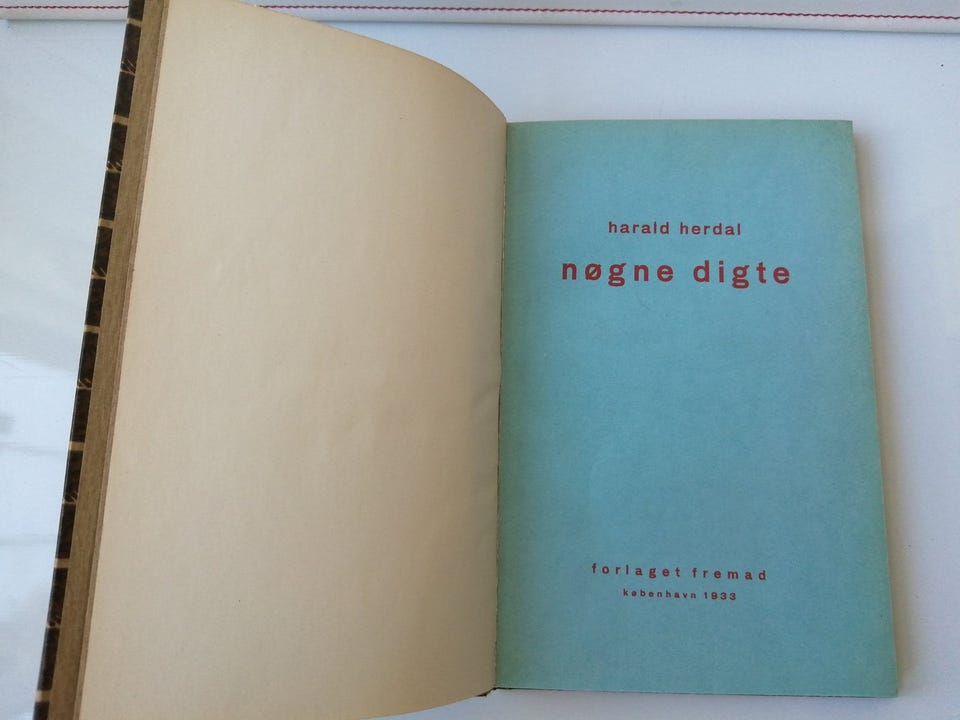 harald herdal
nøgne digte
forlaget fremad
københavn 1933